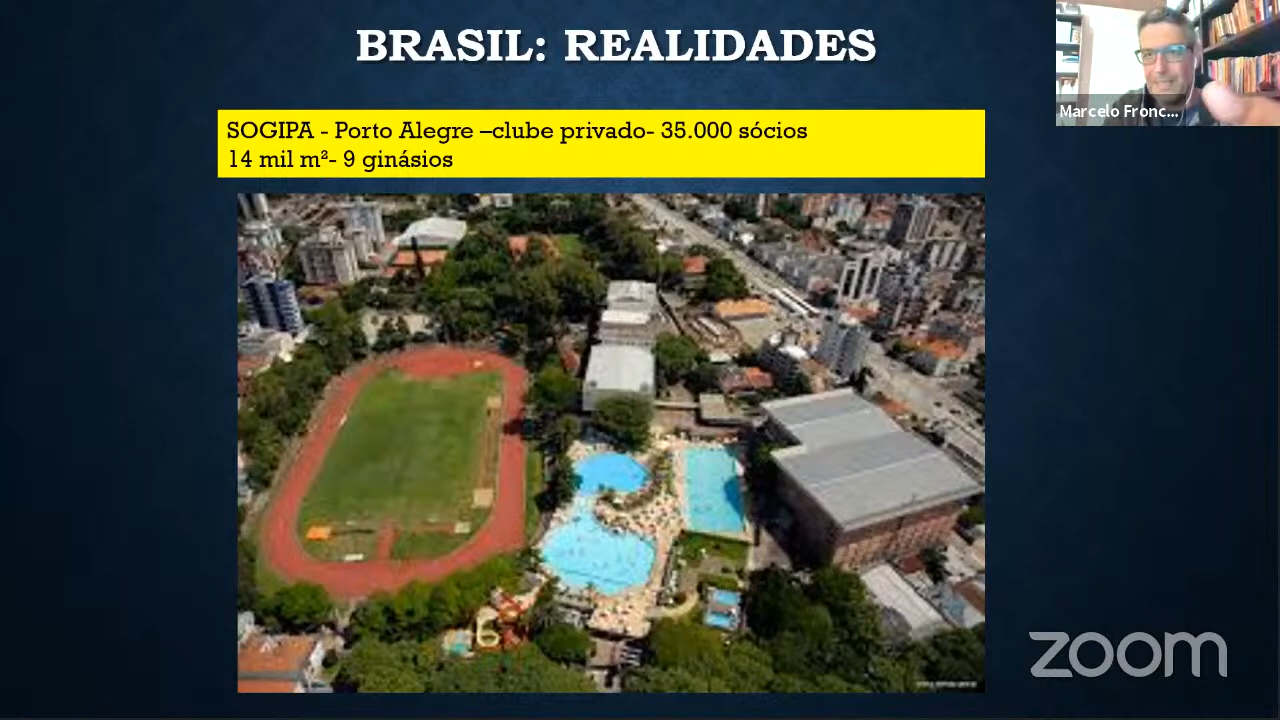 BRASIL: REALIDADES
Marcelo Fronc...
SOGIPA - Porto Alegre –clube privado- 35.000 sócios
14 mil m²- 9 ginásios
zoom